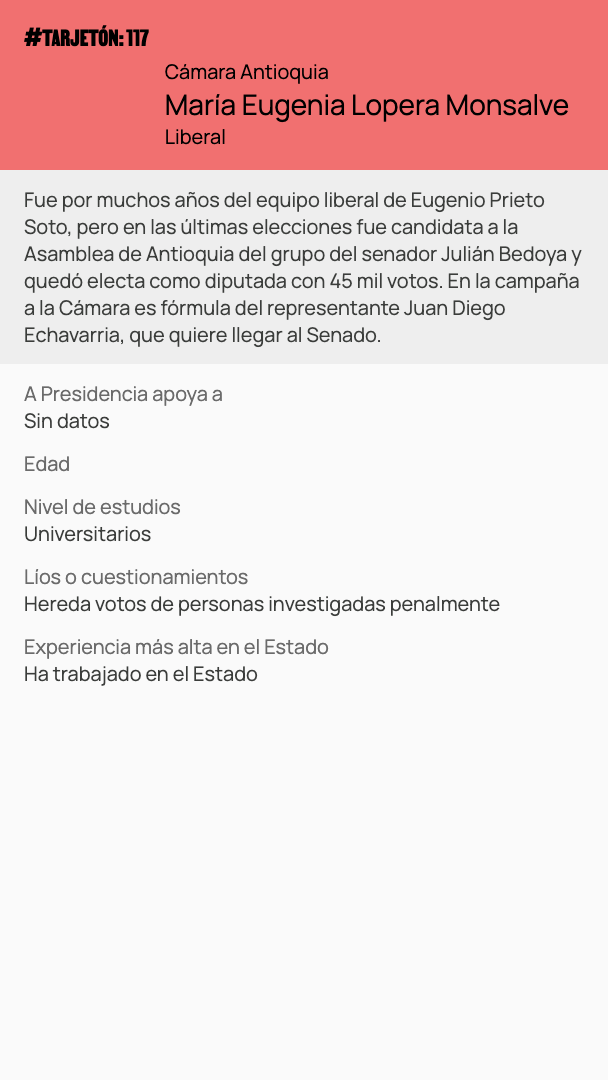 #TARJETÓN: 117
Cámara Antioquia
María Eugenia Lopera Monsalve
Liberal
Fue por muchos años del equipo liberal de Eugenio Prieto
Soto, pero en las últimas elecciones fue candidata a la
Asamblea de Antioquia del grupo del senador Julián Bedoya y
quedó electa como diputada con 45 mil votos. En la campaña
a la Cámara es fórmula del representante Juan Diego
Echavarria, que quiere llegar al Senado.
A Presidencia apoya a
Sin datos
Edad
Nivel de estudios
Universitarios
Líos o cuestionamientos
Hereda votos de personas investigadas penalmente
Experiencia más alta en el Estado
Ha trabajado en el Estado